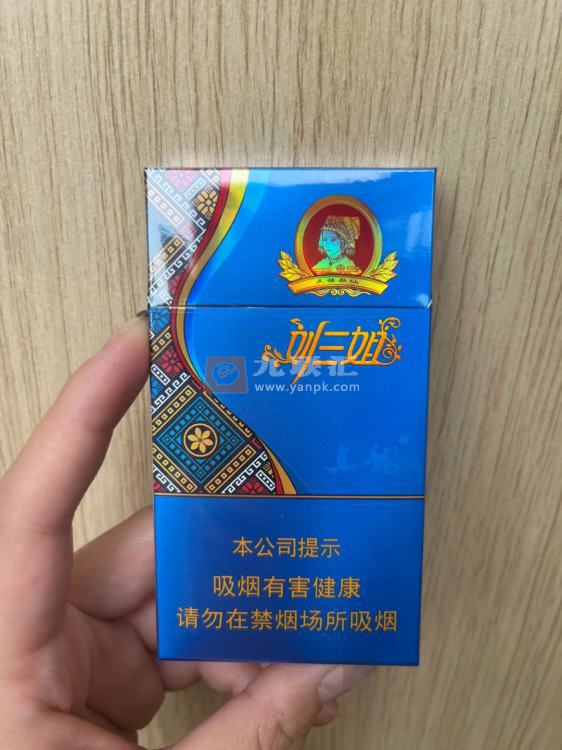 刘三姐
www.yanpk.com
真龙
本公司提示
吸烟有害健康
请勿在禁烟场所吸烟